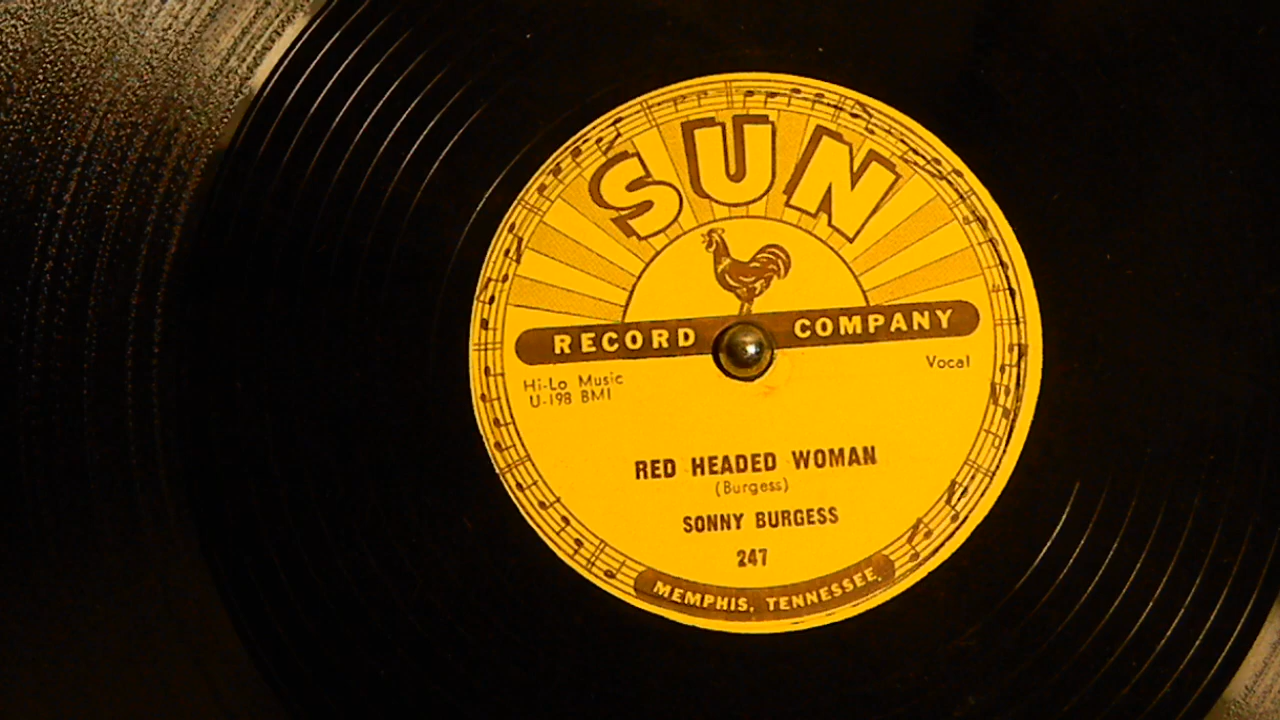 SUN
RECORD COMPANY
Hi-Lo Music
U-198 BMI
Vocal
RED HEADED WOMAN
(Burgess)
SONNY BURGESS
247
MEMPHIS, TENNESSEE.